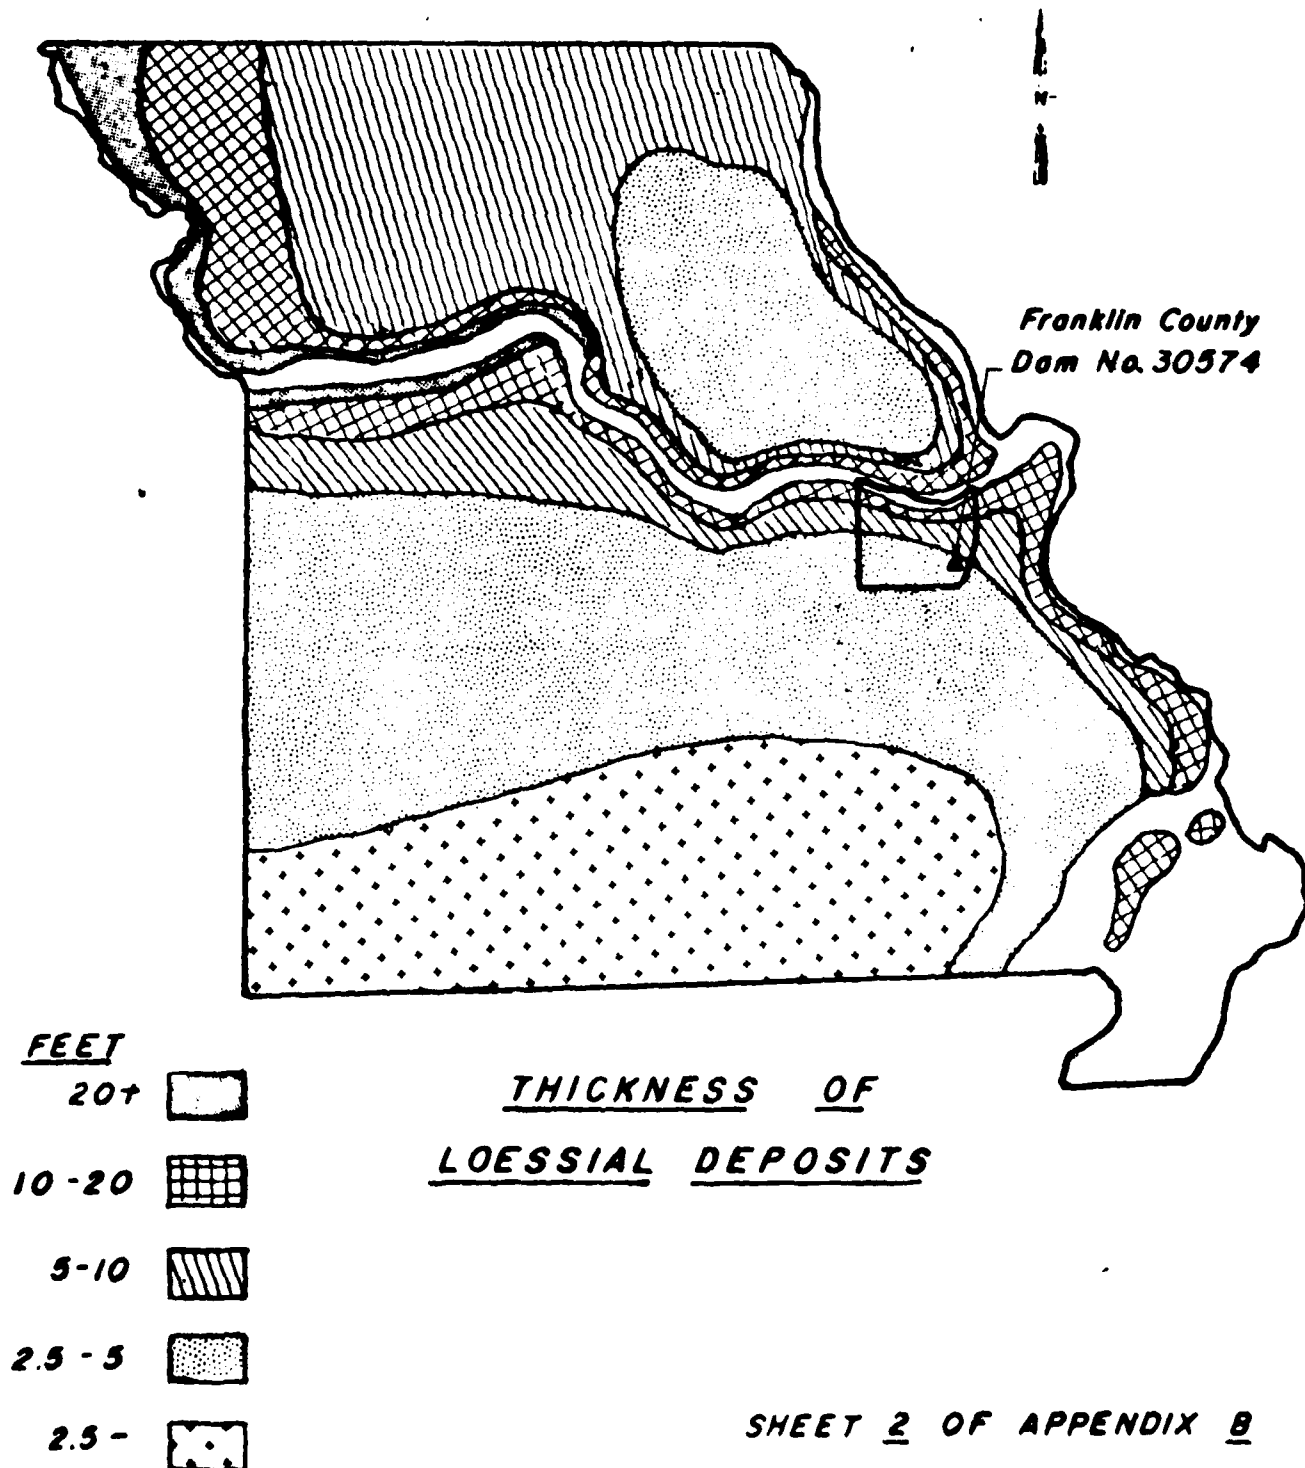 N
Franklin County
Dam No. 30574
FEET
20+
10-20
5-10
2.5-5
2.5-
THICKNESS OF
LOESSIAL DEPOSITS
SHEET 2 OF APPENDIX B